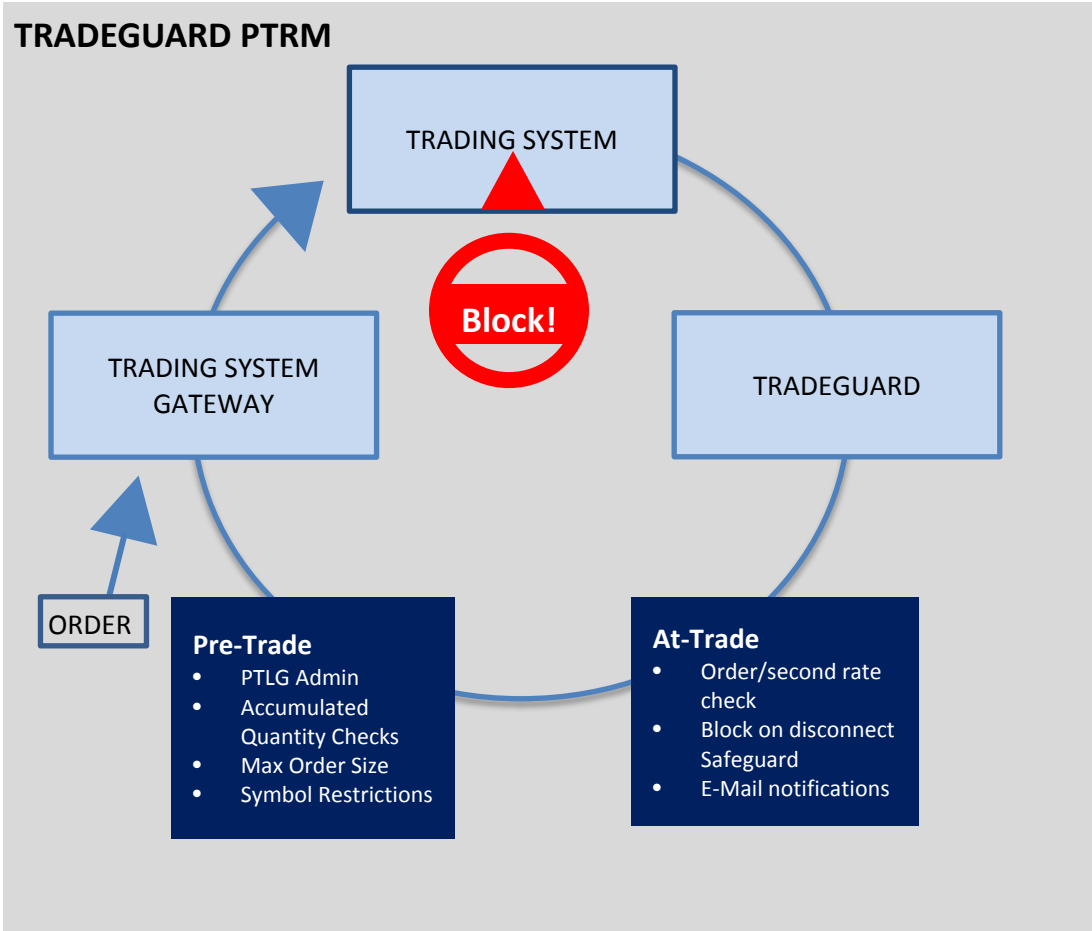 TRADEGUARD PTRM
TRADING SYSTEM
Block!
TRADING SYSTEM
GATEWAY
TRADEGUARD
ORDER
Pre-Trade
• PTLG Admin
• Accumulated
Quantity Checks
• Max Order Size
• Symbol Restrictions
At-Trade
• Order/second rate
check
• Block on disconnect
Safeguard
• E-Mail notifications